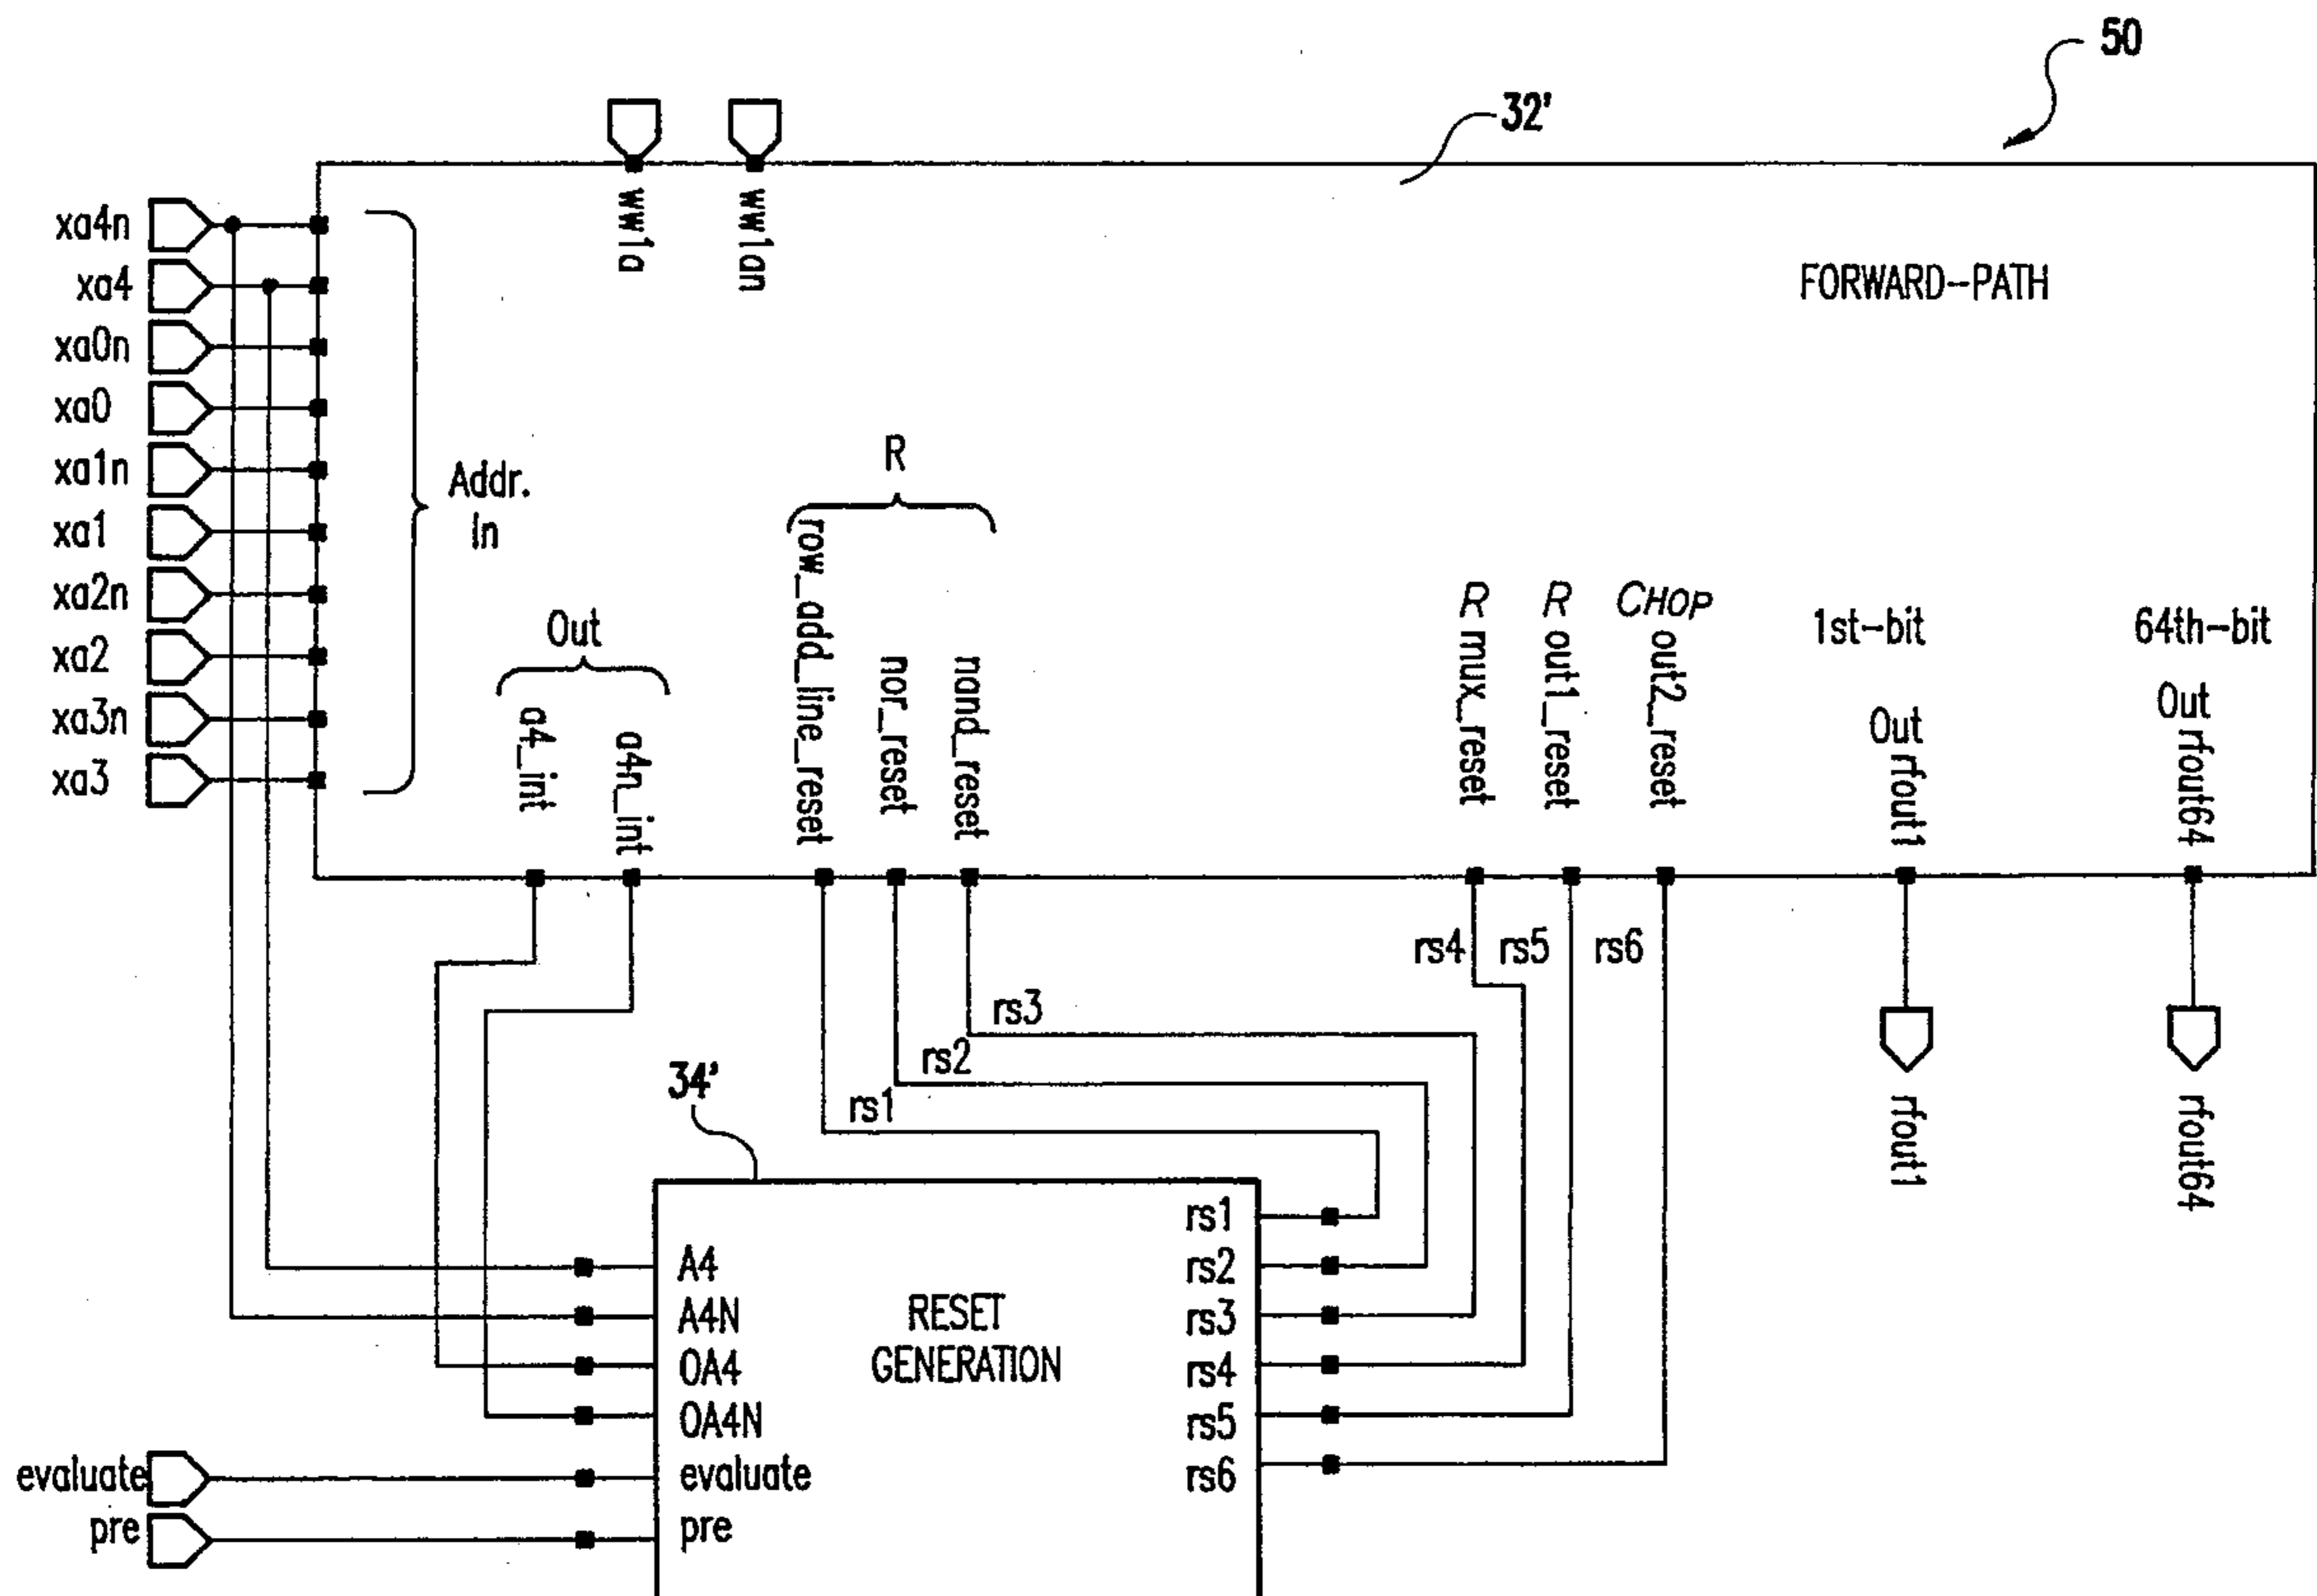 50
32'
xa4n
xa4
xa0n
xa0
xa1n
xa1
xa2n
xa2
xa3n
xa3
Addr.
In
ww1a
ww1an
FORWARD-PATH
Out
a4_int
a4n_int
R
row_add_line_reset
nor_reset
nand_reset
R
mux_reset
R
out1_reset
CHOP
out2_reset
1st-bit
Out
rfout1
64th-bit
Out
rfout64
rs4
rs5
rs6
rs3
rs2
rs1
rfout1
rfout64
34'
A4
A4N
OA4
OA4N
evaluate
pre
RESET
GENERATION
rs1
rs2
rs3
rs4
rs5
rs6
evaluate
pre